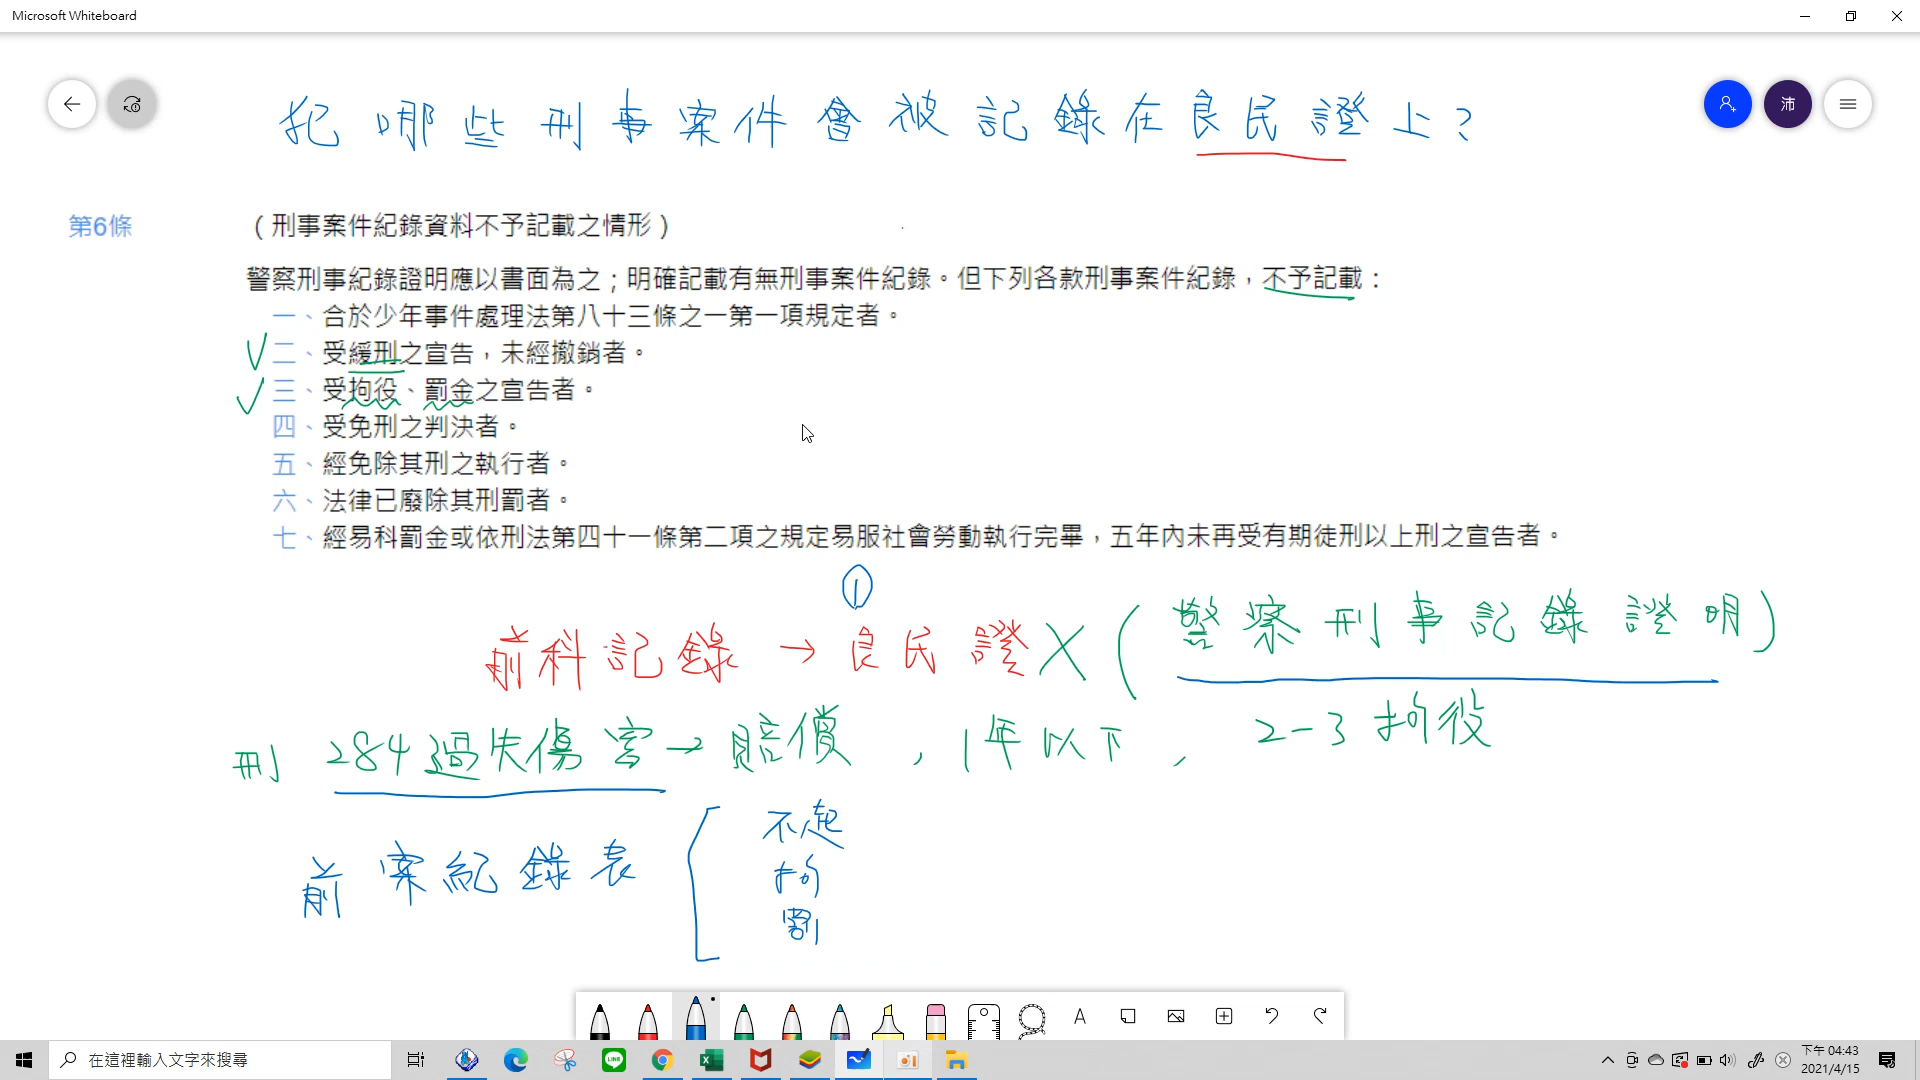 Microsoft Whiteboard
犯哪些刑事案件會被記錄在良民證上?
沛
第6條 (刑事案件紀錄資料不予記載之情形)
警察刑事紀錄證明應以書面為之;明確記載有無刑事案件紀錄。但下列各款刑事案件紀錄,不予記載:
一、合於少年事件處理法第八十三條之一第一項規定者。
二、受緩刑之宣告,未經撤銷者。
三、受拘役、罰金之宣告者。
四、受免刑之判決者。
五、經免除其刑之執行者。
六、法律已廢除其刑罰者。
七、經易科罰金或依刑法第四十一條第二項之規定易服社會勞動執行完畢,五年內未再受有期徒刑以上刑之宣告者。
①
前科記錄→良民證X(警察刑事記錄證明)
刑 284過失傷害→賠償,1年以下,2-3拘役
前案紀錄表
不起
拘
罰
A
在這裡輸入文字來搜尋
LINE
下午 04:43
2021/4/15